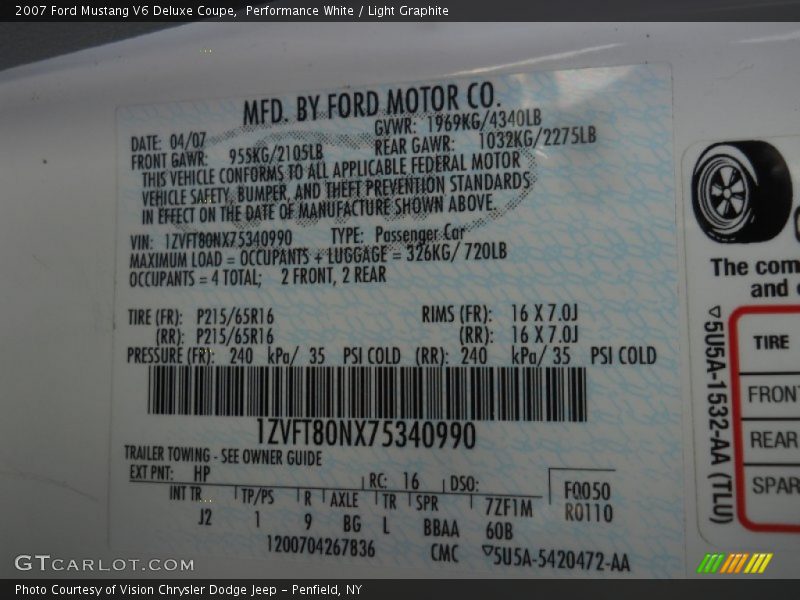 2007 Ford Mustang V6 Deluxe Coupe, Performance White / Light Graphite
MFD. BY FORD MOTOR CO.
DATE: 04/07 GVWR: 1969KG/4340LB
FRONT GAWR: 955KG/2105LB REAR GAWR: 1032KG/2275LB
THIS VEHICLE CONFORMS TO ALL APPLICABLE FEDERAL MOTOR
VEHICLE SAFETY, BUMPER, AND THEFT PREVENTION STANDARDS
IN EFFECT ON THE DATE OF MANUFACTURE SHOWN ABOVE.
VIN: 1ZVFT80NX75340990 TYPE: Passenger Car
MAXIMUM LOAD = OCCUPANTS + LUGGAGE = 326KG/ 720LB
OCCUPANTS = 4 TOTAL; 2 FRONT, 2 REAR
TIRE (FR): P215/65R16 RIMS (FR): 16 X 7.0J
(RR): P215/65R16 (RR): 16 X 7.0J
PRESSURE (FR): 240 kPa/ 35 PSI COLD (RR): 240 kPa/ 35 PSI COLD
1ZVFT80NX75340990
TRAILER TOWING - SEE OWNER GUIDE
EXT PNT: HP RC: 16 DSO:
INT TR TP/PS R AXLE TR SPR 7ZF1M
J2 1 9 BG L BBAA 60B
FQ050
R0110
1200704267836 CMC 5U5A-5420472-AA
The com
and
5U5A-1532-AA (TLU)
TIRE
FRONT
REAR
SPAR
GTCARLOT.COM
Photo Courtesy of Vision Chrysler Dodge Jeep – Penfield, NY